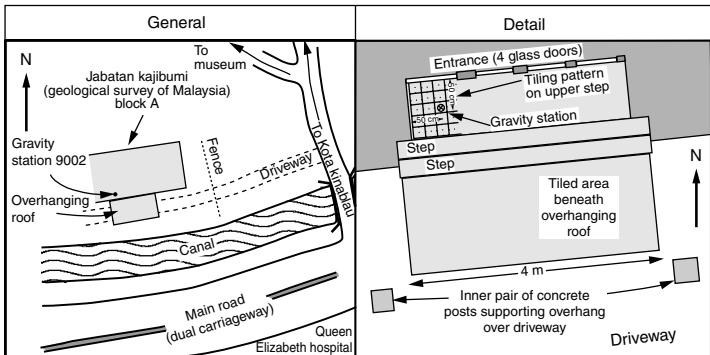 General
Detail
N
To
museum
Jabatan kajibumi
(geological survey of Malaysia)
block A
Gravity
station 9002
Overhanging
roof
Fence
Driveway
To Kota kinablau
Canal
Main road
(dual carriageway)
Queen
Elizabeth hospital
Entrance (4 glass doors)
Tiling pattern
on upper step
50 cm
50 cm
Gravity station
Step
Step
N
Tiled area
beneath
overhanging
roof
4 m
Inner pair of concrete
posts supporting overhang
over driveway
Driveway